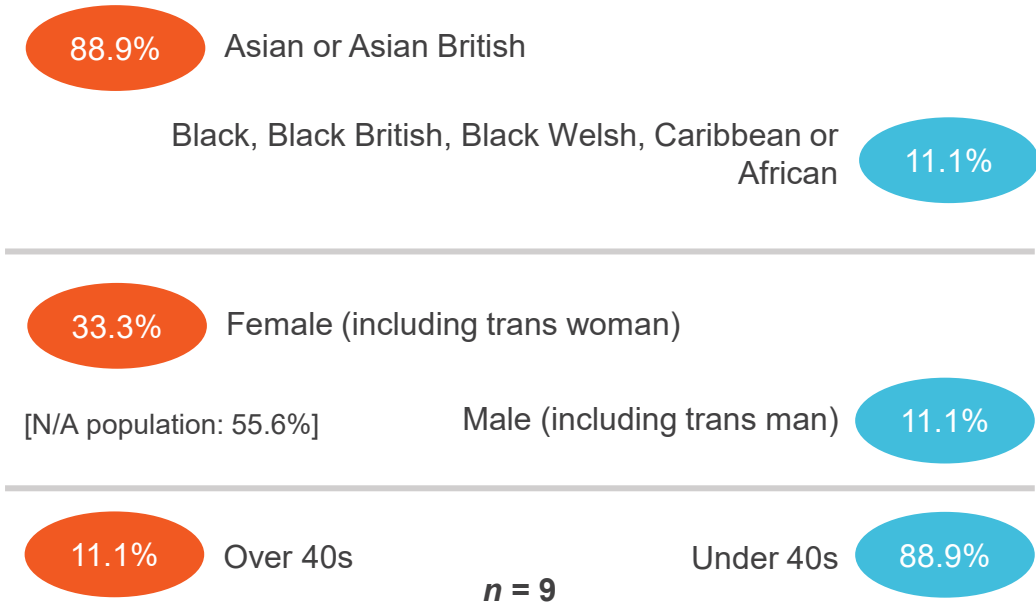 88.9% Asian or Asian British
Black, Black British, Black Welsh, Caribbean or
African
11.1%
33.3% Female (including trans woman)
[N/A population: 55.6%]
Male (including trans man) 11.1%
11.1% Over 40s
Under 40s 88.9%
n = 9